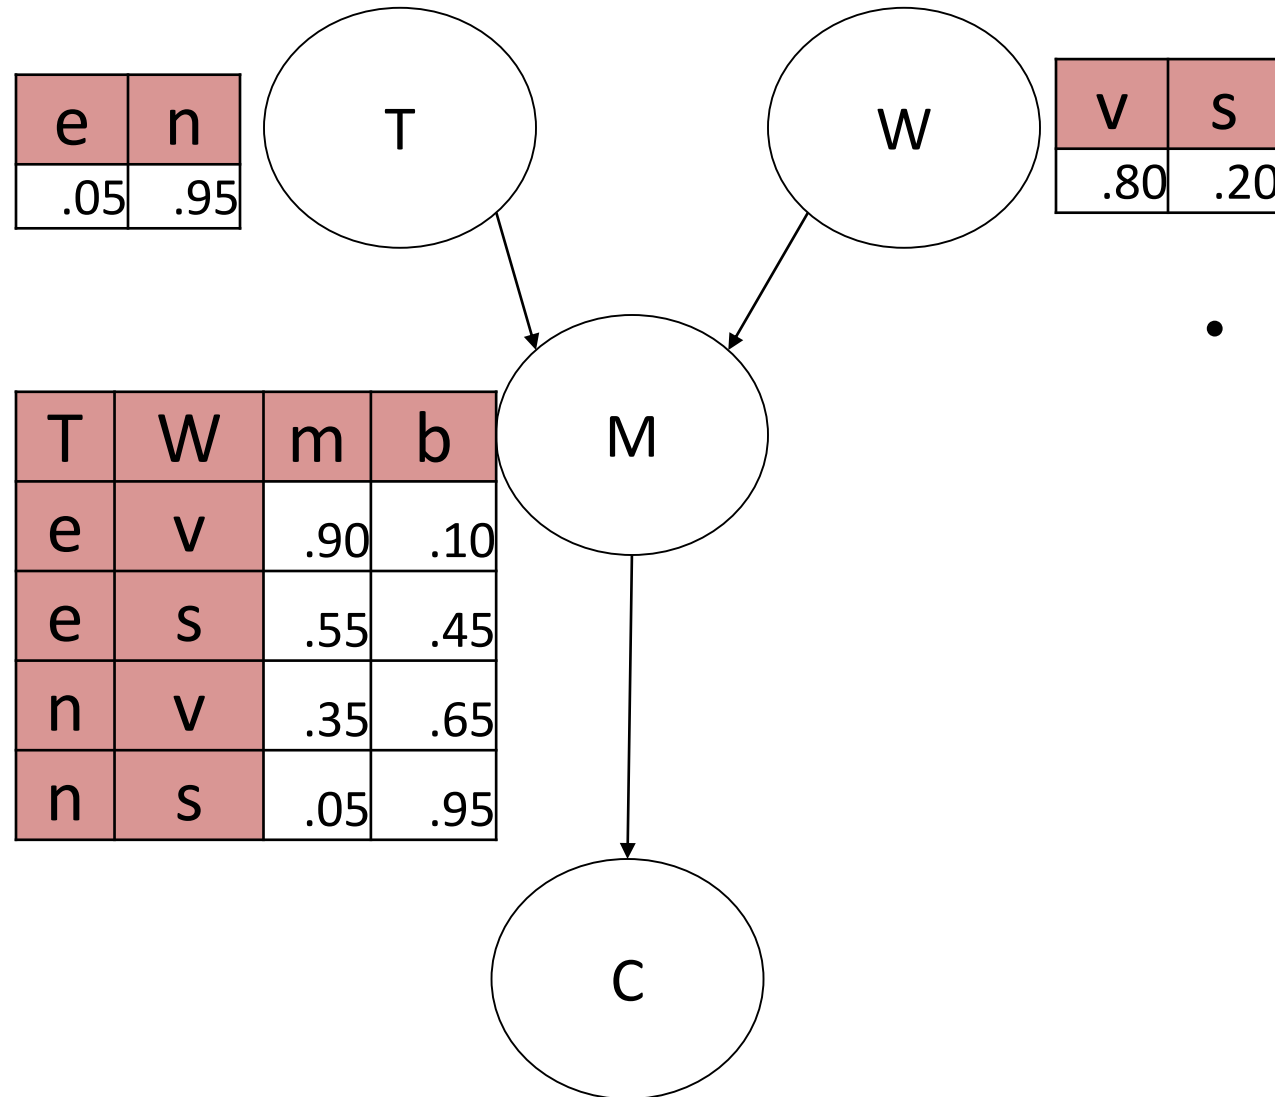 T
W
e n
.05 .95
v s
.80 .20
•
M
T W m b
e v .90 .10
e s .55 .45
n v .35 .65
n s .05 .95
C